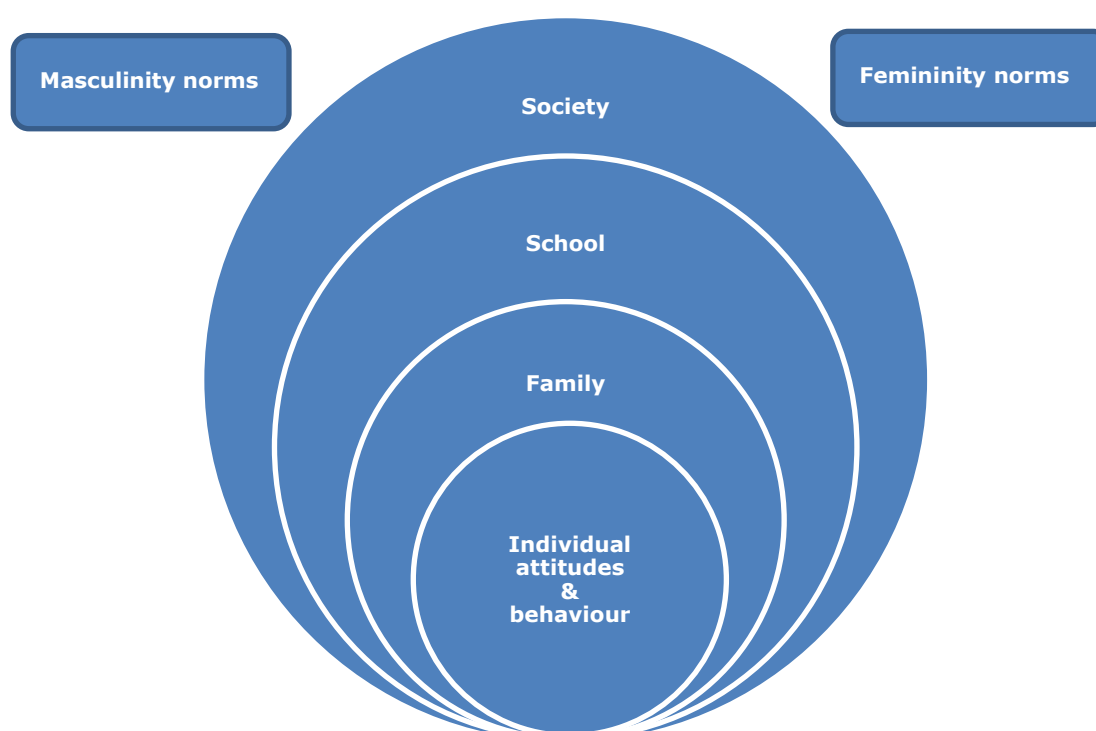 Masculinity norms
Femininity norms
Society
School
Family
Individual
attitudes
&
behaviour